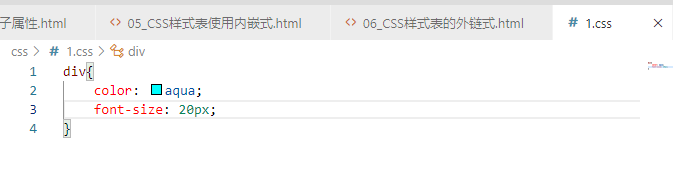 子属性.html 05_CSS样式表使用内嵌式.html 06_CSS样式表的外链式.html # 1.css
css > # 1.css > div
1 div{
2 color: aqua;
3 font-size: 20px;
4 }